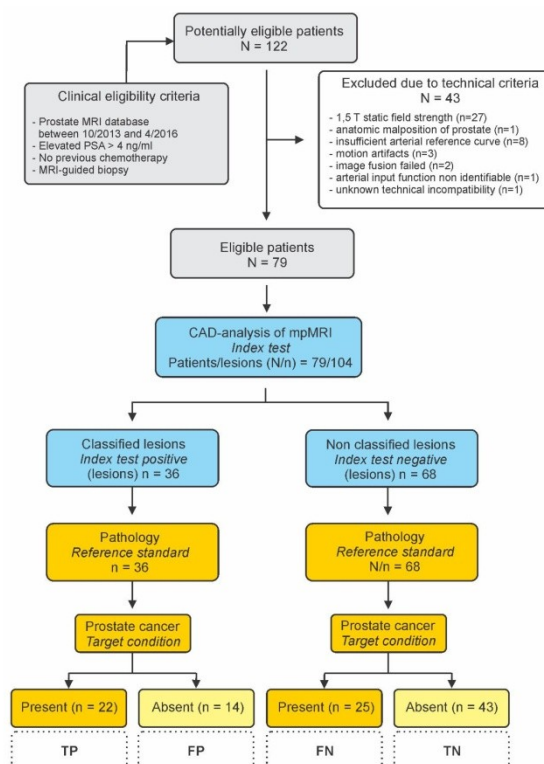 Potentially eligible patients
N = 122
Clinical eligibility criteria
- Prostate MRI database
between 10/2013 and 4/2016
- Elevated PSA > 4 ng/ml
- No previous chemotherapy
- MRI-guided biopsy
Excluded due to technical criteria
N = 43
- 1,5 T static field strength (n=27)
- anatomic malposition of prostate (n=1)
- insufficient arterial reference curve (n=8)
- motion artifacts (n=3)
- image fusion failed (n=2)
- arterial input function non identifiable (n=1)
- unknown technical incompatibility (n=1)
Eligible patients
N = 79
CAD-analysis of mpMRI
Index test
Patients/lesions (N/n) = 79/104
Classified lesions
Index test positive
(lesions) n = 36
Non classified lesions
Index test negative
(lesions) n = 68
Pathology
Reference standard
n = 36
Pathology
Reference standard
N/n = 68
Prostate cancer
Target condition
Prostate cancer
Target condition
Present (n = 22)
Absent (n = 14)
Present (n = 25)
Absent (n = 43)
TP
FP
FN
TN